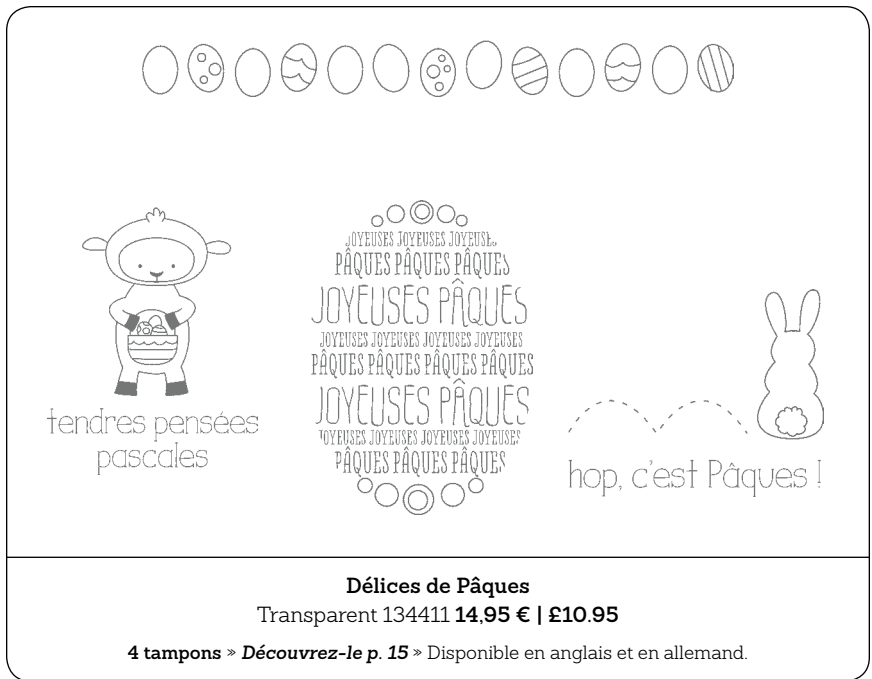 JOYEUSES JOYEUSES JOYEUSE
PÂQUES PÂQUES PÂQUES
JOYEUSES PÂQUES
JOYEUSES JOYEUSES JOYEUSES JOYEUSES
PÂQUES PÂQUES PÂQUES PÂQUES
JOYEUSES PÂQUES
JOYEUSES JOYEUSES JOYEUSES JOYEUSES
PÂQUES PÂQUES PÂQUES
tendres pensées
pascales
hop, c'est Pâques !
Délices de Pâques
Transparent 134411 14,95 € | £10.95
4 tampons » Découvrez-le p. 15 » Disponible en anglais et en allemand.